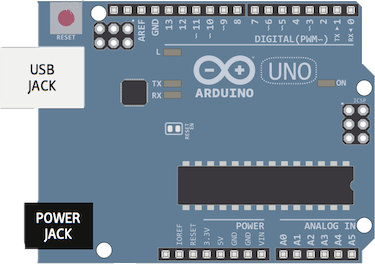 RESET
AREF
GND
13
12
~11
~10
~9
8
7
~6
~5
~4
~3
2
TX▸1
RX◂0
DIGITAL(PWM~)
L
USB
JACK
TX
RX
ARDUINO
UNO
ON
ICSP
RESET
EN
POWER
JACK
POWER
ANALOG IN
IOREF
RESET
3.3V
5V
GND
GND
VIN
A0
A1
A2
A3
A4
A5